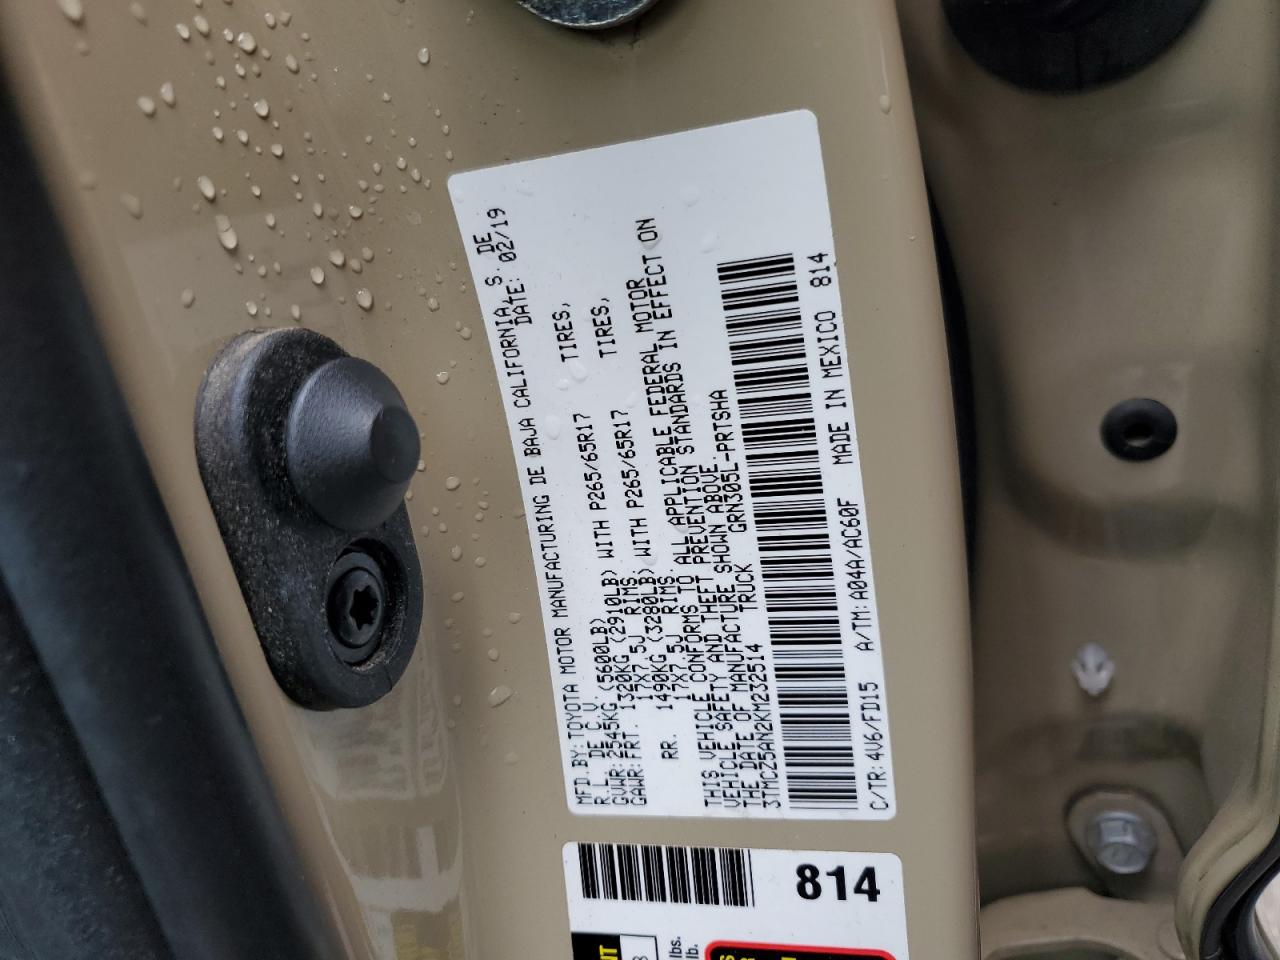 MFD.BY:TOYOTA MOTOR MANUFACTURING DE BAJA CALIFORNIA, S. DE
R.L. DE C.V. DATE: 02/19
GVWR:2545KG (5600LB)
GAWR:FRT. 1320KG (2910LB) WITH P265/65R17 TIRES,
17X7.5J RIMS.
RR. 1490KG (3280LB) WITH P265/65R17 TIRES,
17X7.5J RIMS.
THIS VEHICLE CONFORMS TO ALL APPLICABLE FEDERAL MOTOR
VEHICLE SAFETY AND THEFT PREVENTION STANDARDS IN EFFECT ON
THE DATE OF MANUFACTURE SHOWN ABOVE.
3TMCZ5AN2KM232514 TRUCK GRN305L-PRTSHA
C/TR:4V6/FD15 A/TM:A04A/AC60F MADE IN MEXICO 814
814
lbs.
lb.